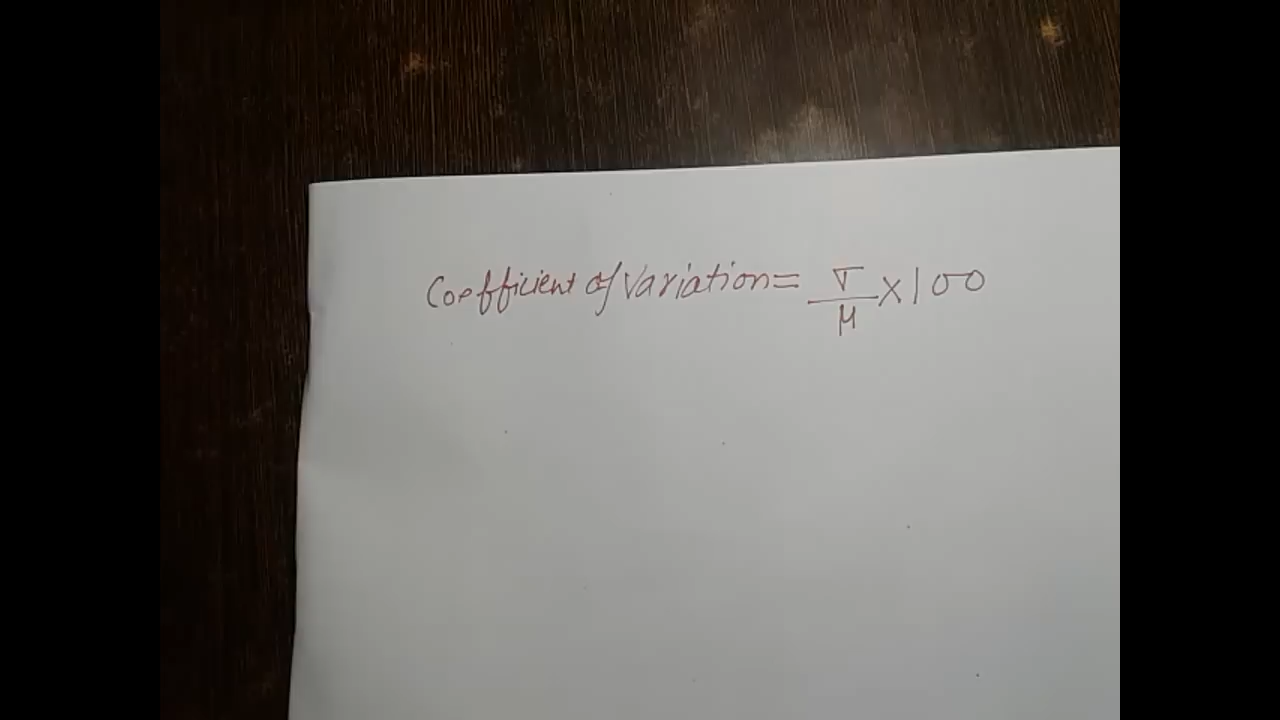 Coefficient of Variation = σ/μ × 100